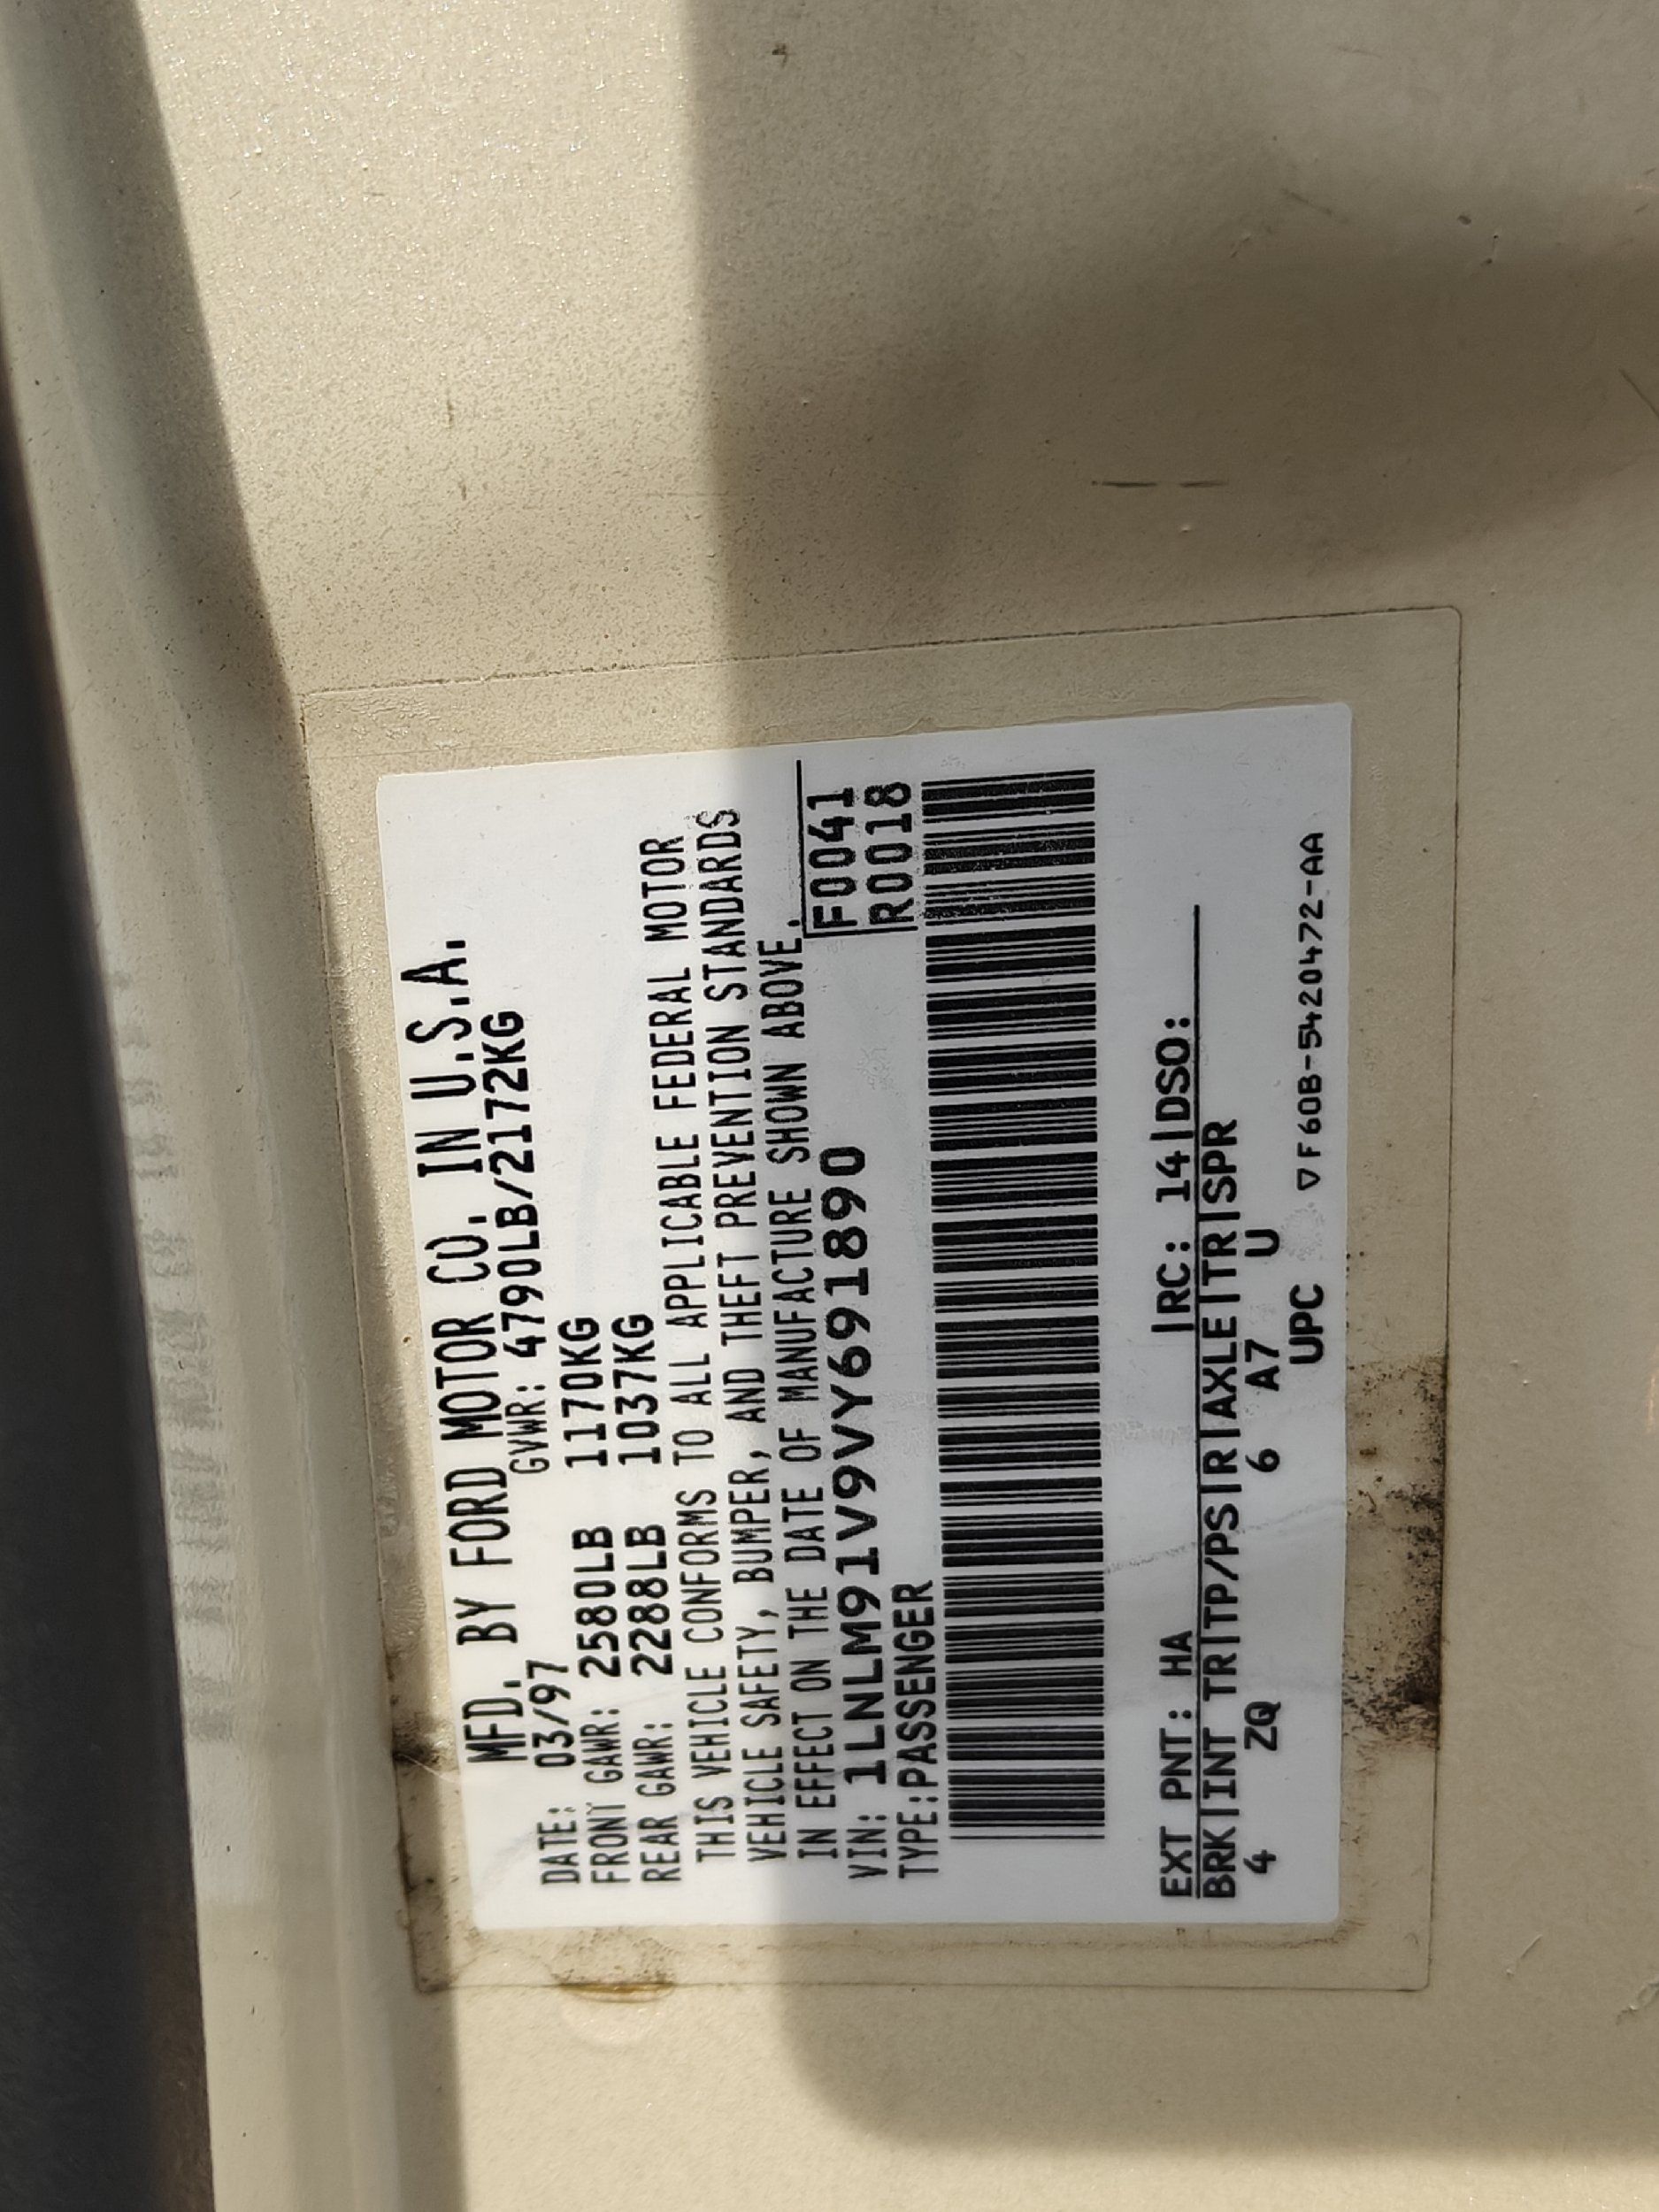 MFD. BY FORD MOTOR CO. IN U.S.A.
DATE: 03/97 GVWR: 4790LB/2172KG
FRONT GAWR: 2580LB 1170KG
REAR GAWR: 2288LB 1037KG
THIS VEHICLE CONFORMS TO ALL APPLICABLE FEDERAL MOTOR
VEHICLE SAFETY, BUMPER, AND THEFT PREVENTION STANDARDS
IN EFFECT ON THE DATE OF MANUFACTURE SHOWN ABOVE.
VIN: 1LNLM91V9VY691890 F0041
TYPE:PASSENGER R0018
EXT PNT: HA |RC: 14|DSO:
BRK|INT TR|TP/PS|R|AXLE|TR|SPR
4 ZQ 6 A7 U
UPC ▽F60B-5420472-AA